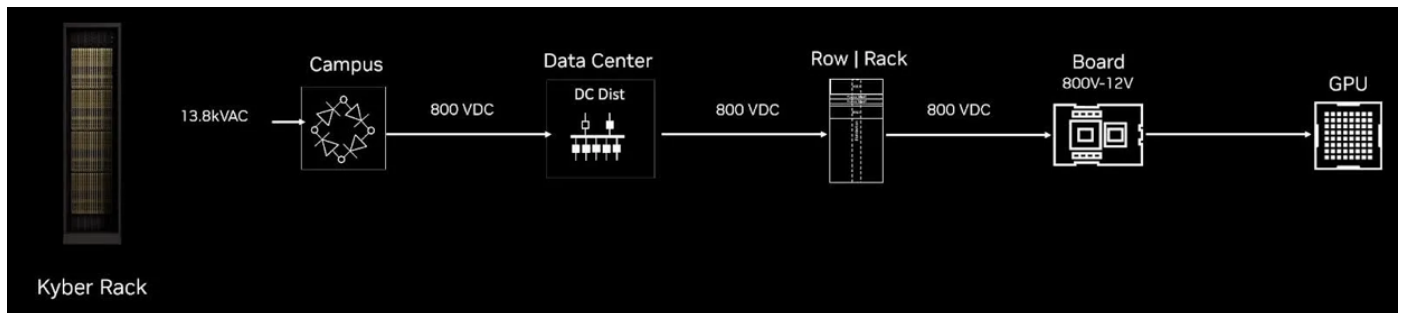 Campus
Data Center
Row | Rack
Board
800V-12V
GPU
13.8kVAC
800 VDC
DC Dist
800 VDC
800 VDC
Kyber Rack